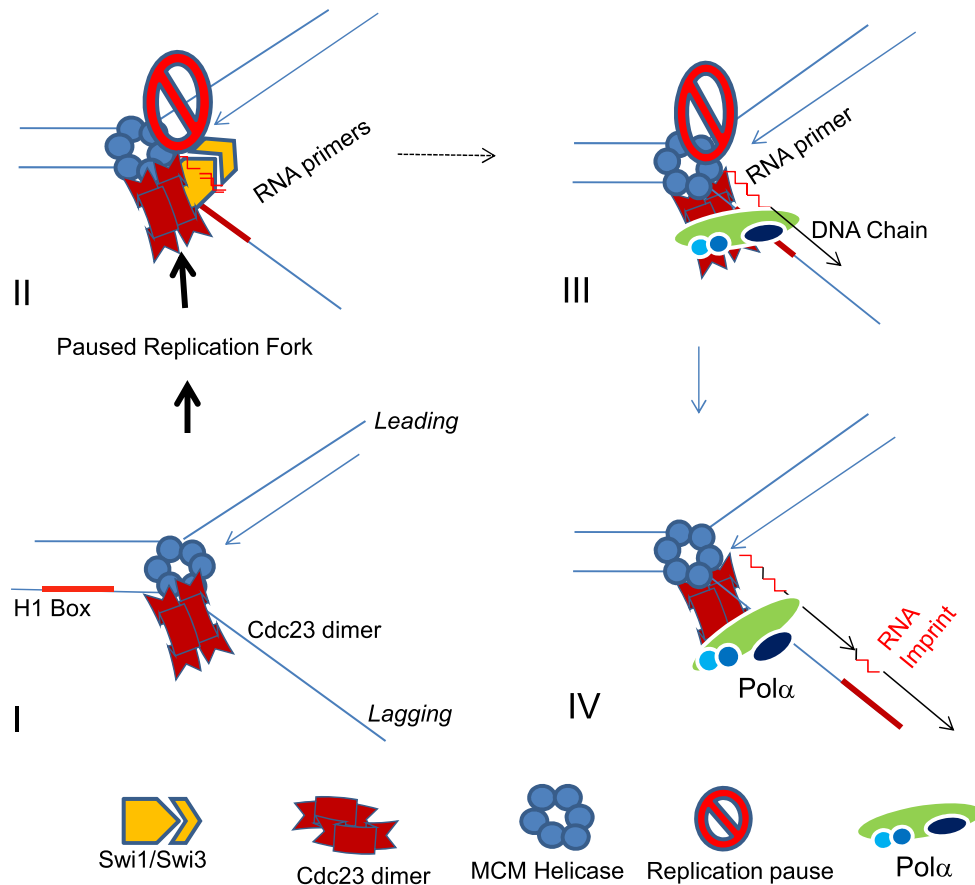 RNA primers
II
Paused Replication Fork
RNA primer
DNA Chain
III
Leading
H1 Box
Cdc23 dimer
Lagging
I
RNA
Imprint
Polα
IV
Swi1/Swi3
Cdc23 dimer
MCM Helicase
Replication pause
Polα